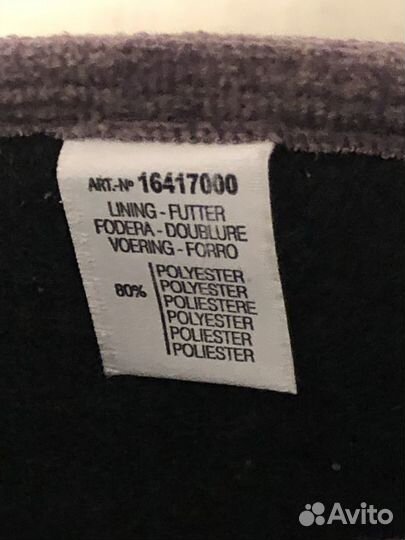 ART.-Nº 16417000
LINING - FUTTER
FODERA - DOUBLURE
VOERING - FORRO
POLYESTER
80% POLYESTER
POLIESTERE
POLYESTER
POLIESTER
POLIESTER
Avito